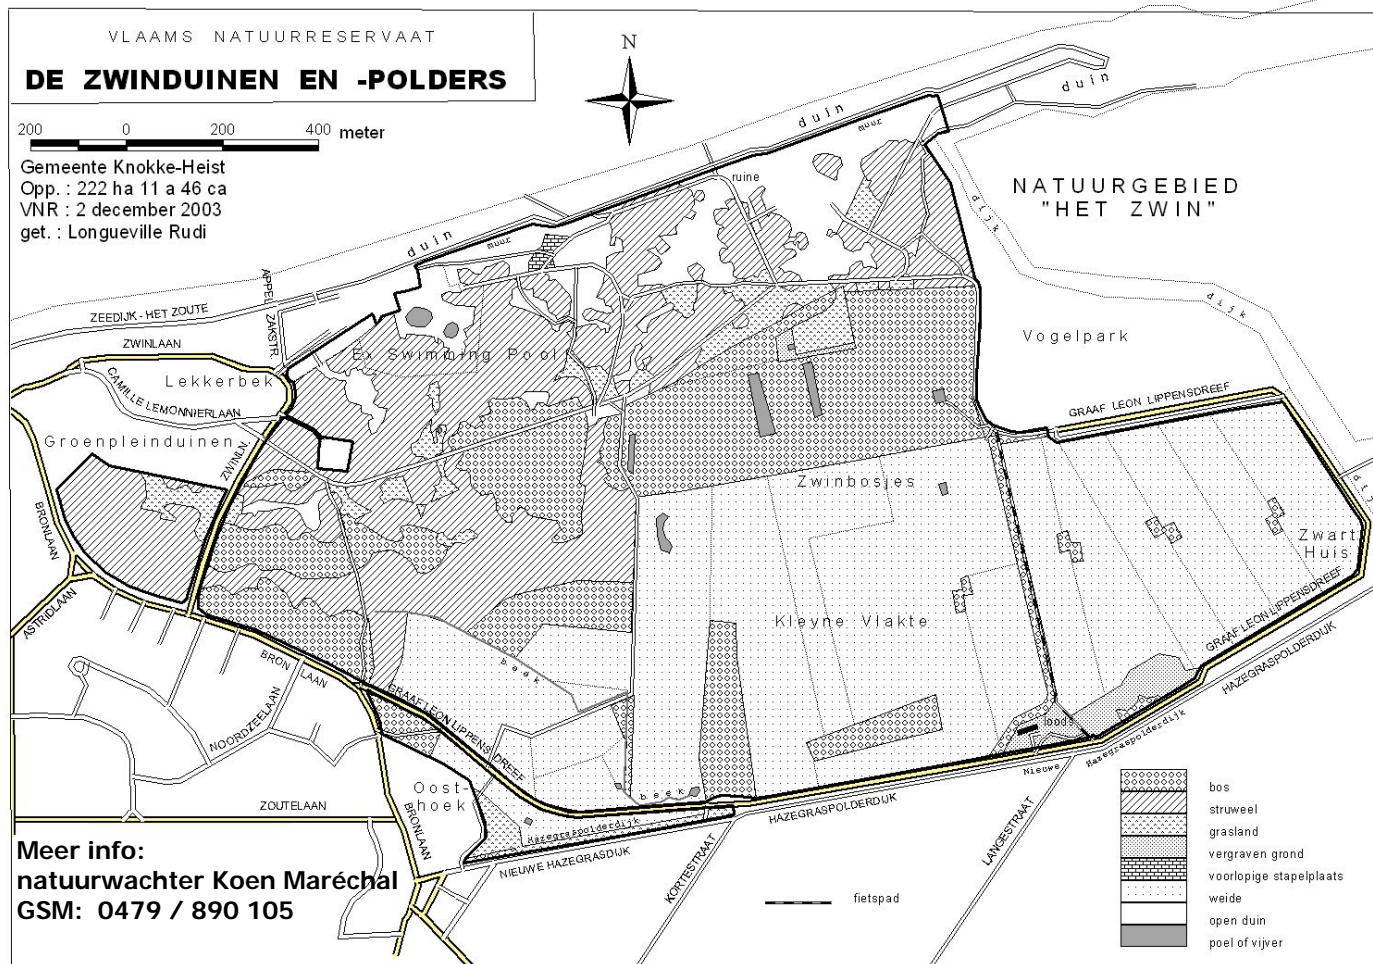 VLAAMS NATUURRESERVAAT
DE ZWINDUINEN EN -POLDERS
N
200 0 200 400 meter
Gemeente Knokke-Heist
Opp. : 222 ha 11 a 46 ca
VNR : 2 december 2003
get. : Longueville Rudi
duin
duin
duin
muur
muur
ruine
NATUURGEBIED
"HET ZWIN"
dijk
dijk
Vogelpark
APPEL ZAKSTR.
ZEEDIJK - HET ZOUTE
ZWINLAAN
Lekkerbek
Ex Swimming Pool
CAMILLE LEMONNIERLAAN
Groenpleinduinen
ZWINLN.
GRAAF LEON LIPPENSDREEF
Zwinbosjes
BRONLAAN
Zwart
Huis
ASTRIDLAAN
Kleyne Vlakte
GRAAF LEON LIPPENSDREEF
HAZEGRASPOLDERDIJK
BRON LAAN
beek
GRAAF LEON LIPPENSDREEF
NOORDZEELAAN
loods
Nieuwe Hazegraspolderdijk
Oost-
hoek
beek
ZOUTELAAN
BRONLAAN
Hazegraspolderdijk
HAZEGRASPOLDERDIJK
NIEUWE HAZEGRASDIJK
KORTESTRAAT
LANGESTRAAT
Meer info:
natuurwachter Koen Maréchal
GSM: 0479 / 890 105
fietspad
bos
struweel
grasland
vergraven grond
voorlopige stapelplaats
weide
open duin
poel of vijver